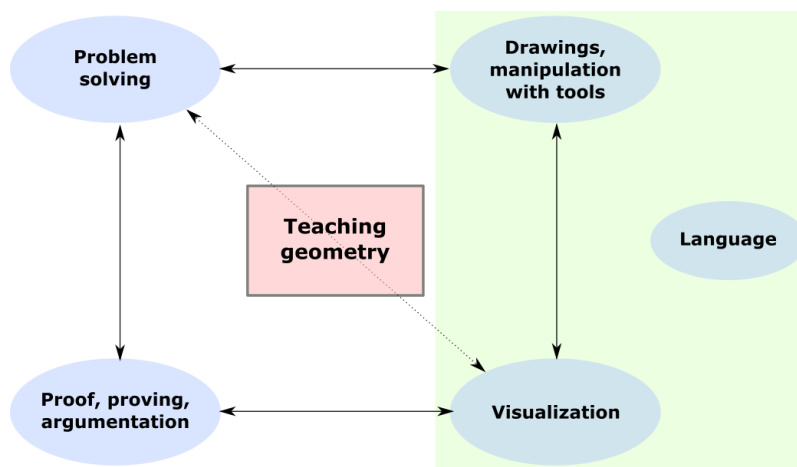 Problem
solving
Drawings,
manipulation
with tools
Teaching
geometry
Language
Proof, proving,
argumentation
Visualization